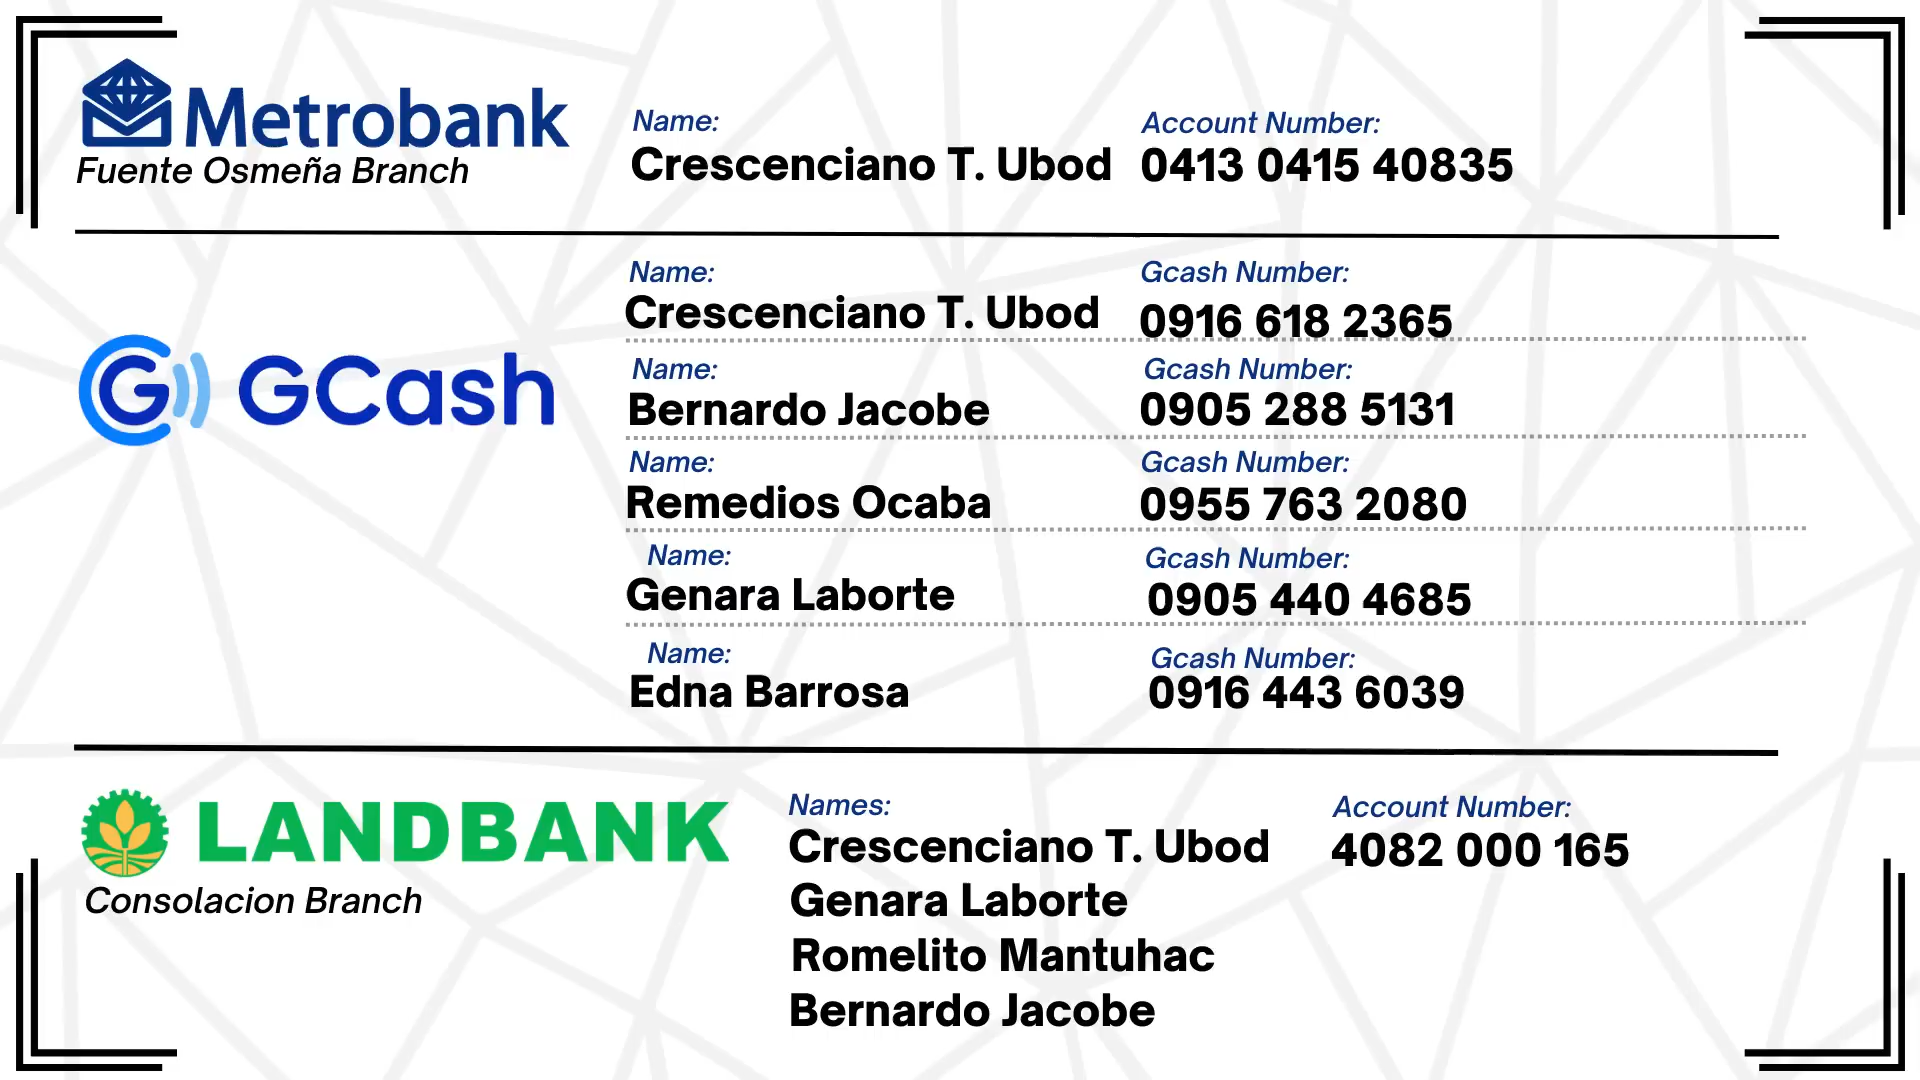 Metrobank
Fuente Osmeña Branch
Name:
Crescenciano T. Ubod
Account Number:
0413 0415 40835
GCash
Name:
Crescenciano T. Ubod
Gcash Number:
0916 618 2365
Name:
Bernardo Jacobe
Gcash Number:
0905 288 5131
Name:
Remedios Ocaba
Gcash Number:
0955 763 2080
Name:
Genara Laborte
Gcash Number:
0905 440 4685
Name:
Edna Barrosa
Gcash Number:
0916 443 6039
LANDBANK
Consolacion Branch
Names:
Crescenciano T. Ubod
Genara Laborte
Romelito Mantuhac
Bernardo Jacobe
Account Number:
4082 000 165